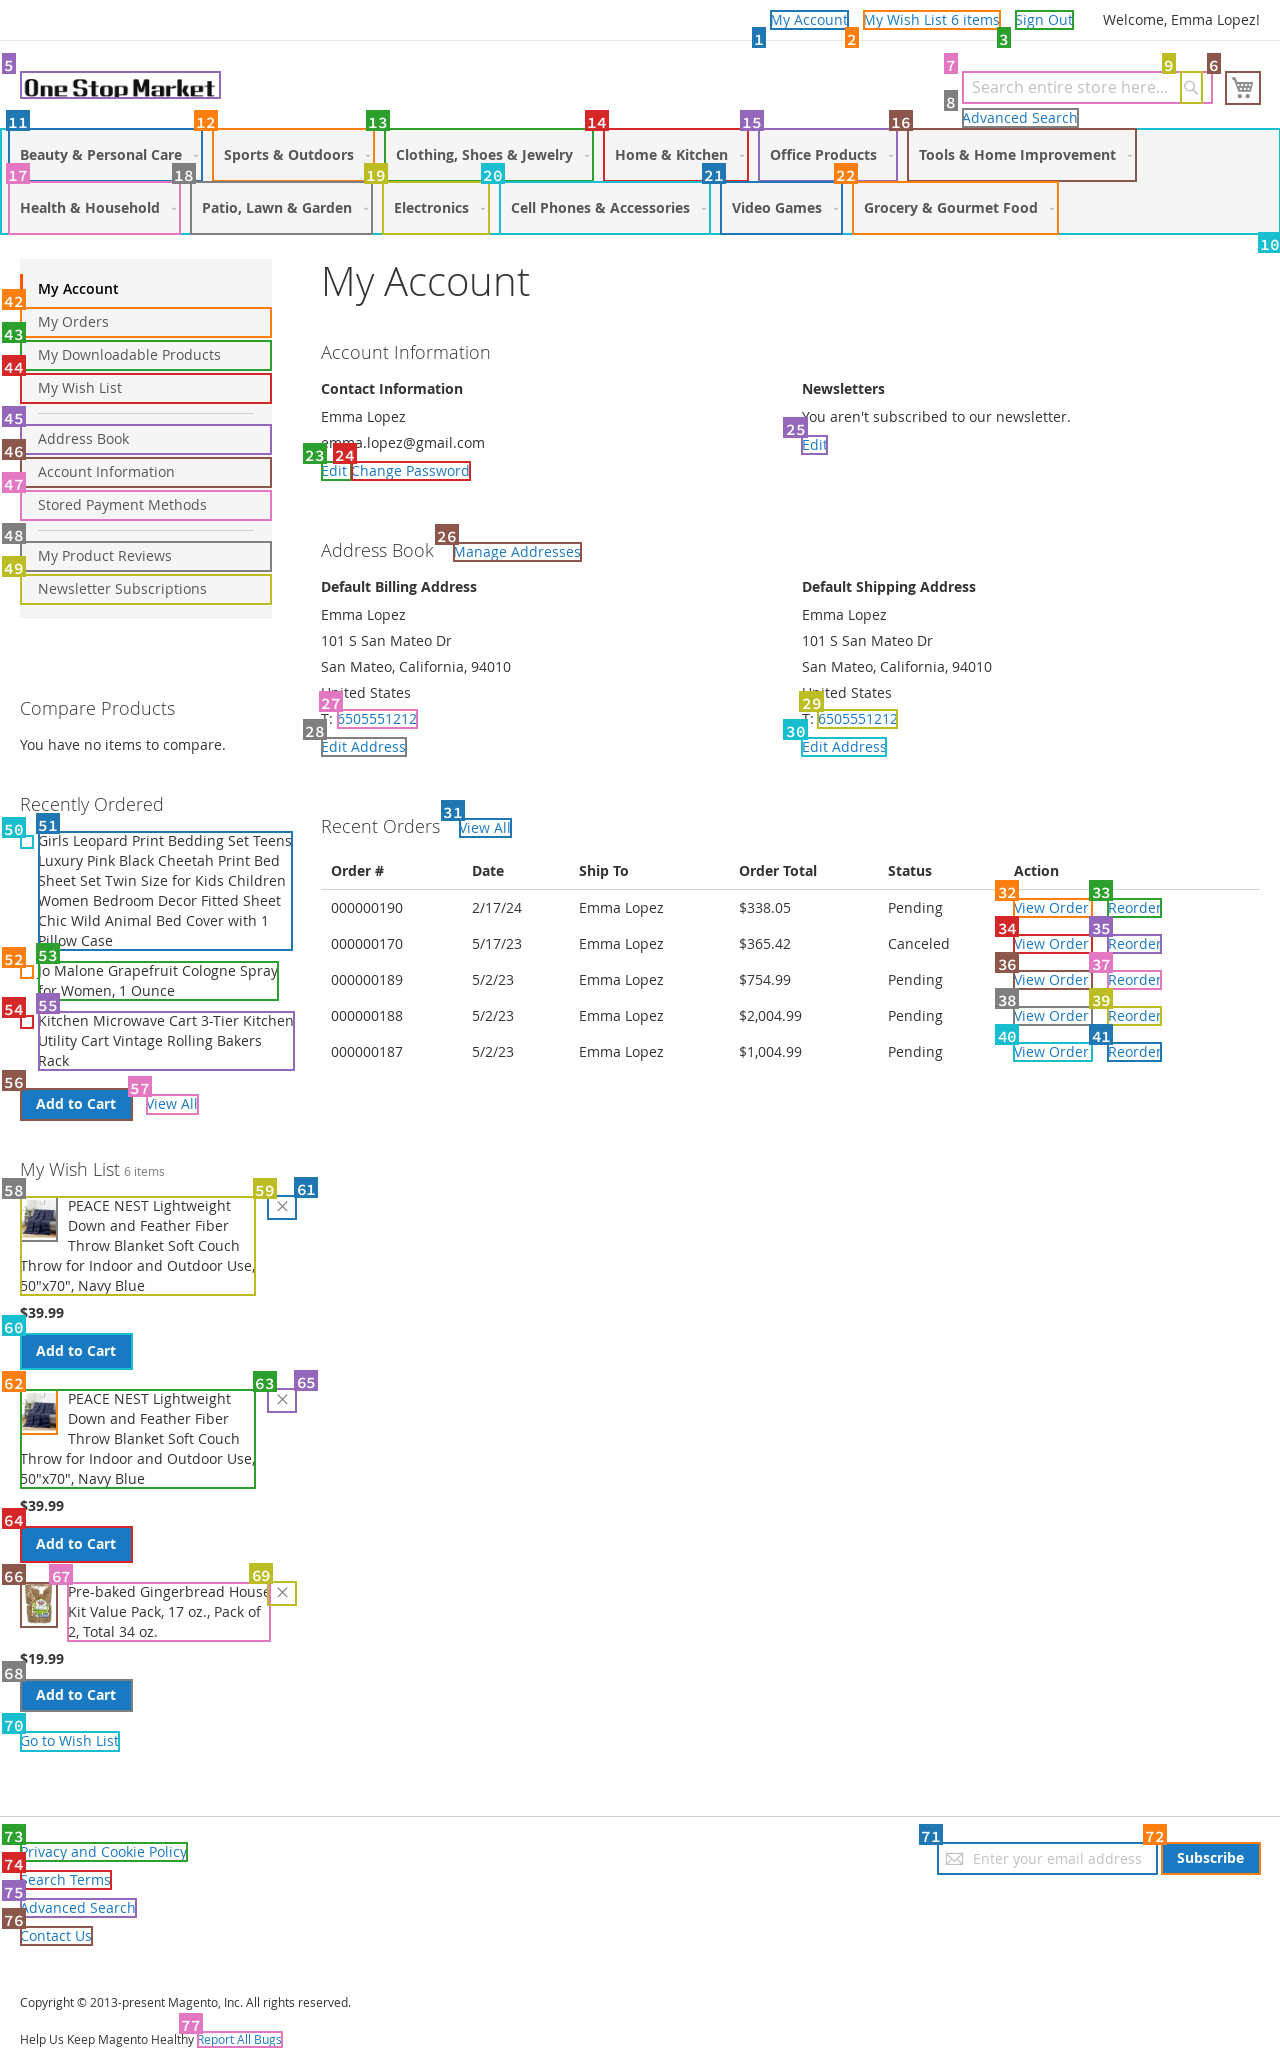 My Account
My Wish List 6 items
Sign Out
Welcome, Emma Lopez!
1
2
3
5
One Stop Market
7
Search entire store here...
9
6
8
Advanced Search
11
12
13
14
15
16
Beauty & Personal Care
Sports & Outdoors
Clothing, Shoes & Jewelry
Home & Kitchen
Office Products
Tools & Home Improvement
17
18
19
20
21
22
Health & Household
Patio, Lawn & Garden
Electronics
Cell Phones & Accessories
Video Games
Grocery & Gourmet Food
10
My Account
42
My Orders
43
My Downloadable Products
44
My Wish List
45
Address Book
46
Account Information
47
Stored Payment Methods
48
My Product Reviews
49
Newsletter Subscriptions
My Account
Account Information
Contact Information
Emma Lopez
emma.lopez@gmail.com
23
24
Edit
Change Password
Newsletters
You aren't subscribed to our newsletter.
25
Edit
Address Book
26
Manage Addresses
Default Billing Address
Emma Lopez
101 S San Mateo Dr
San Mateo, California, 94010
United States
27
T: 6505551212
28
Edit Address
Default Shipping Address
Emma Lopez
101 S San Mateo Dr
San Mateo, California, 94010
United States
29
T: 6505551212
30
Edit Address
Compare Products
You have no items to compare.
Recently Ordered
50
51
Girls Leopard Print Bedding Set Teens
Luxury Pink Black Cheetah Print Bed
Sheet Set Twin Size for Kids Children
Women Bedroom Decor Fitted Sheet
Chic Wild Animal Bed Cover with 1
Pillow Case
52
53
Jo Malone Grapefruit Cologne Spray
for Women, 1 Ounce
54
55
Kitchen Microwave Cart 3-Tier Kitchen
Utility Cart Vintage Rolling Bakers
Rack
56
57
Add to Cart
View All
Recent Orders
31
View All
Order # Date Ship To Order Total Status Action
32
33
000000190 2/17/24 Emma Lopez $338.05 Pending View Order Reorder
34
35
000000170 5/17/23 Emma Lopez $365.42 Canceled View Order Reorder
36
37
000000189 5/2/23 Emma Lopez $754.99 Pending View Order Reorder
38
39
000000188 5/2/23 Emma Lopez $2,004.99 Pending View Order Reorder
40
41
000000187 5/2/23 Emma Lopez $1,004.99 Pending View Order Reorder
My Wish List 6 items
58
59
61
PEACE NEST Lightweight
Down and Feather Fiber
Throw Blanket Soft Couch
Throw for Indoor and Outdoor Use,
50"x70", Navy Blue
$39.99
60
Add to Cart
62
63
65
PEACE NEST Lightweight
Down and Feather Fiber
Throw Blanket Soft Couch
Throw for Indoor and Outdoor Use,
50"x70", Navy Blue
$39.99
64
Add to Cart
66
67
69
Pre-baked Gingerbread House
Kit Value Pack, 17 oz., Pack of
2, Total 34 oz.
$19.99
68
Add to Cart
70
Go to Wish List
73
Privacy and Cookie Policy
74
Search Terms
75
Advanced Search
76
Contact Us
71
72
Enter your email address
Subscribe
Copyright © 2013-present Magento, Inc. All rights reserved.
77
Help Us Keep Magento Healthy Report All Bugs